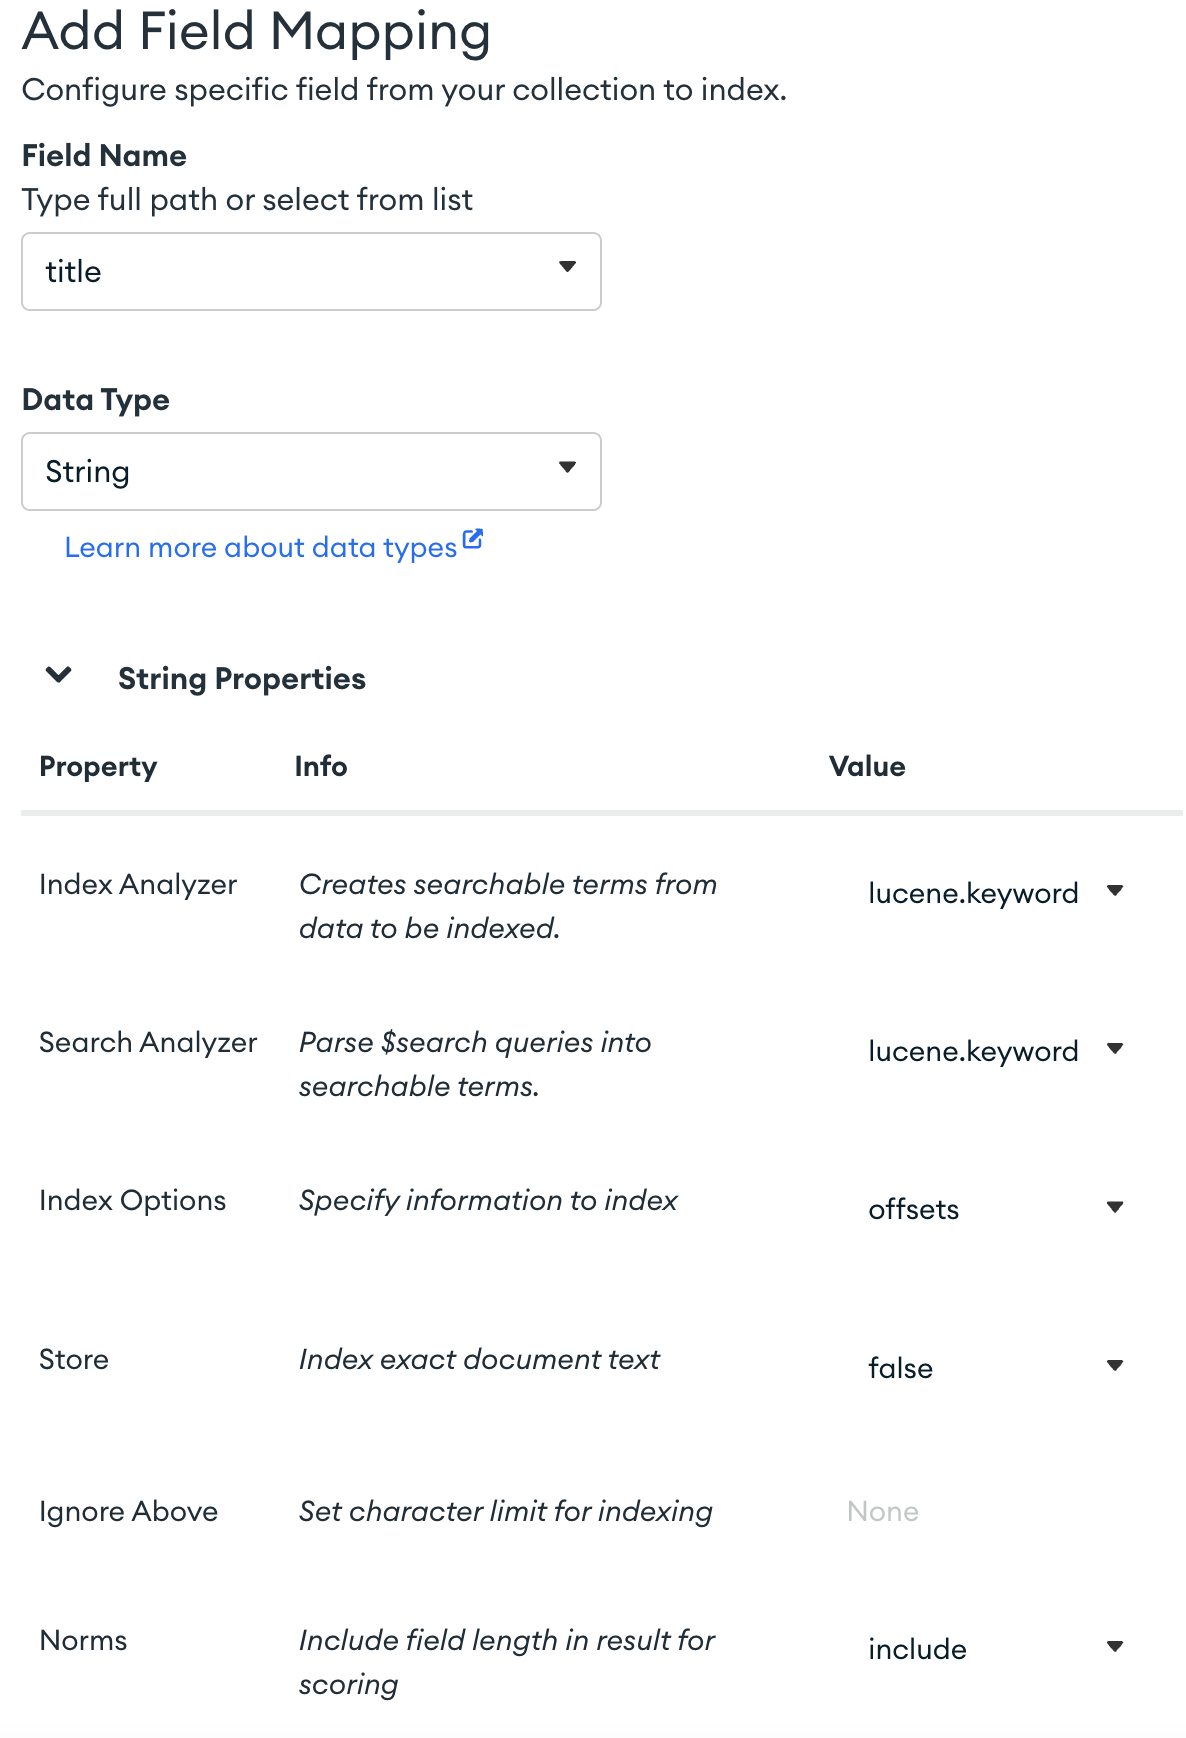 Add Field Mapping
Configure specific field from your collection to index.
Field Name
Type full path or select from list
title
Data Type
String
Learn more about data types
String Properties
Property Info Value
Index Analyzer Creates searchable terms from lucene.keyword
data to be indexed.
Search Analyzer Parse $search queries into lucene.keyword
searchable terms.
Index Options Specify information to index offsets
Store Index exact document text false
Ignore Above Set character limit for indexing None
Norms Include field length in result for include
scoring